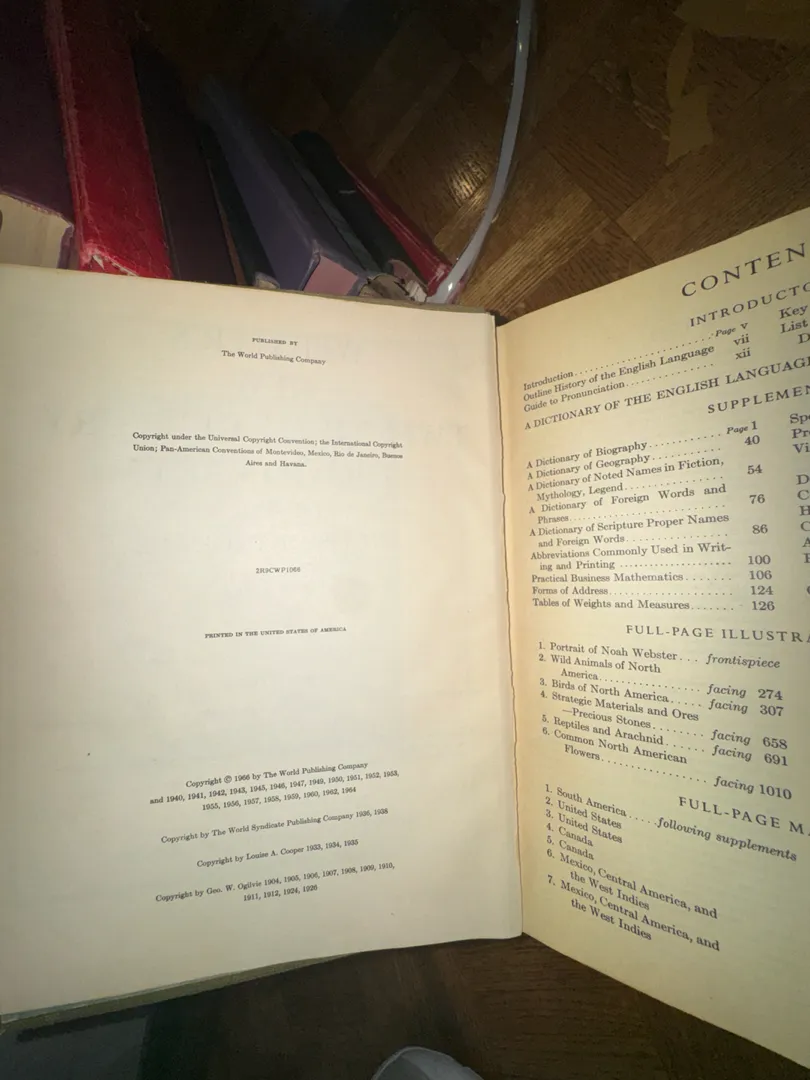 PUBLISHED BY
The World Publishing Company
Copyright under the Universal Copyright Convention; the International Copyright
Union; Pan-American Conventions of Montevideo, Mexico, Rio de Janeiro, Buenos
Aires and Havana.
PRINTED IN THE UNITED STATES OF AMERICA
Copyright © 1966 by The World Publishing Company
and 1940, 1941, 1942, 1943, 1945, 1946, 1947, 1949, 1950, 1951, 1952, 1953,
1955, 1956, 1957, 1958, 1959, 1960, 1962, 1964
Copyright by The World Syndicate Publishing Company 1936, 1938
Copyright by Louise A. Cooper 1933, 1934, 1935
Copyright by Geo. W. Ogilvie 1904, 1905, 1906, 1907, 1908, 1909, 1910,
1911, 1912, 1924, 1926
CONTEN
INTRODUCTO
Page
Introduction.......................... v
Outline History of the English Language vii
Guide to Pronunciation............... xii
Key
List
D
A DICTIONARY OF THE ENGLISH LANGUAG
SUPPLEMEN
A Dictionary of Biography........... Page 1
A Dictionary of Geography........... 40
A Dictionary of Noted Names in Fiction,
Mythology, Legend.................. 54
A Dictionary of Foreign Words and
Phrases............................ 76
A Dictionary of Scripture Proper Names
and Foreign Words.................. 86
Abbreviations Commonly Used in Writ-
ing and Printing .................... 100
Practical Business Mathematics....... 106
Forms of Address.................... 124
Tables of Weights and Measures....... 126
Spe
Pr
Vi
D
C
H
C
A
FULL-PAGE ILLUSTRA
1. Portrait of Noah Webster... frontispiece
2. Wild Animals of North
America................. facing 274
3. Birds of North America..... facing 307
4. Strategic Materials and Ores
—Precious Stones........ facing 658
5. Reptiles and Arachnid...... facing 691
6. Common North American
Flowers................. facing 1010
FULL-PAGE MA
1. South America.....following supplements
2. United States
3. United States
4. Canada
5. Canada
6. Mexico, Central America, and
the West Indies
7. Mexico, Central America, and
the West Indies